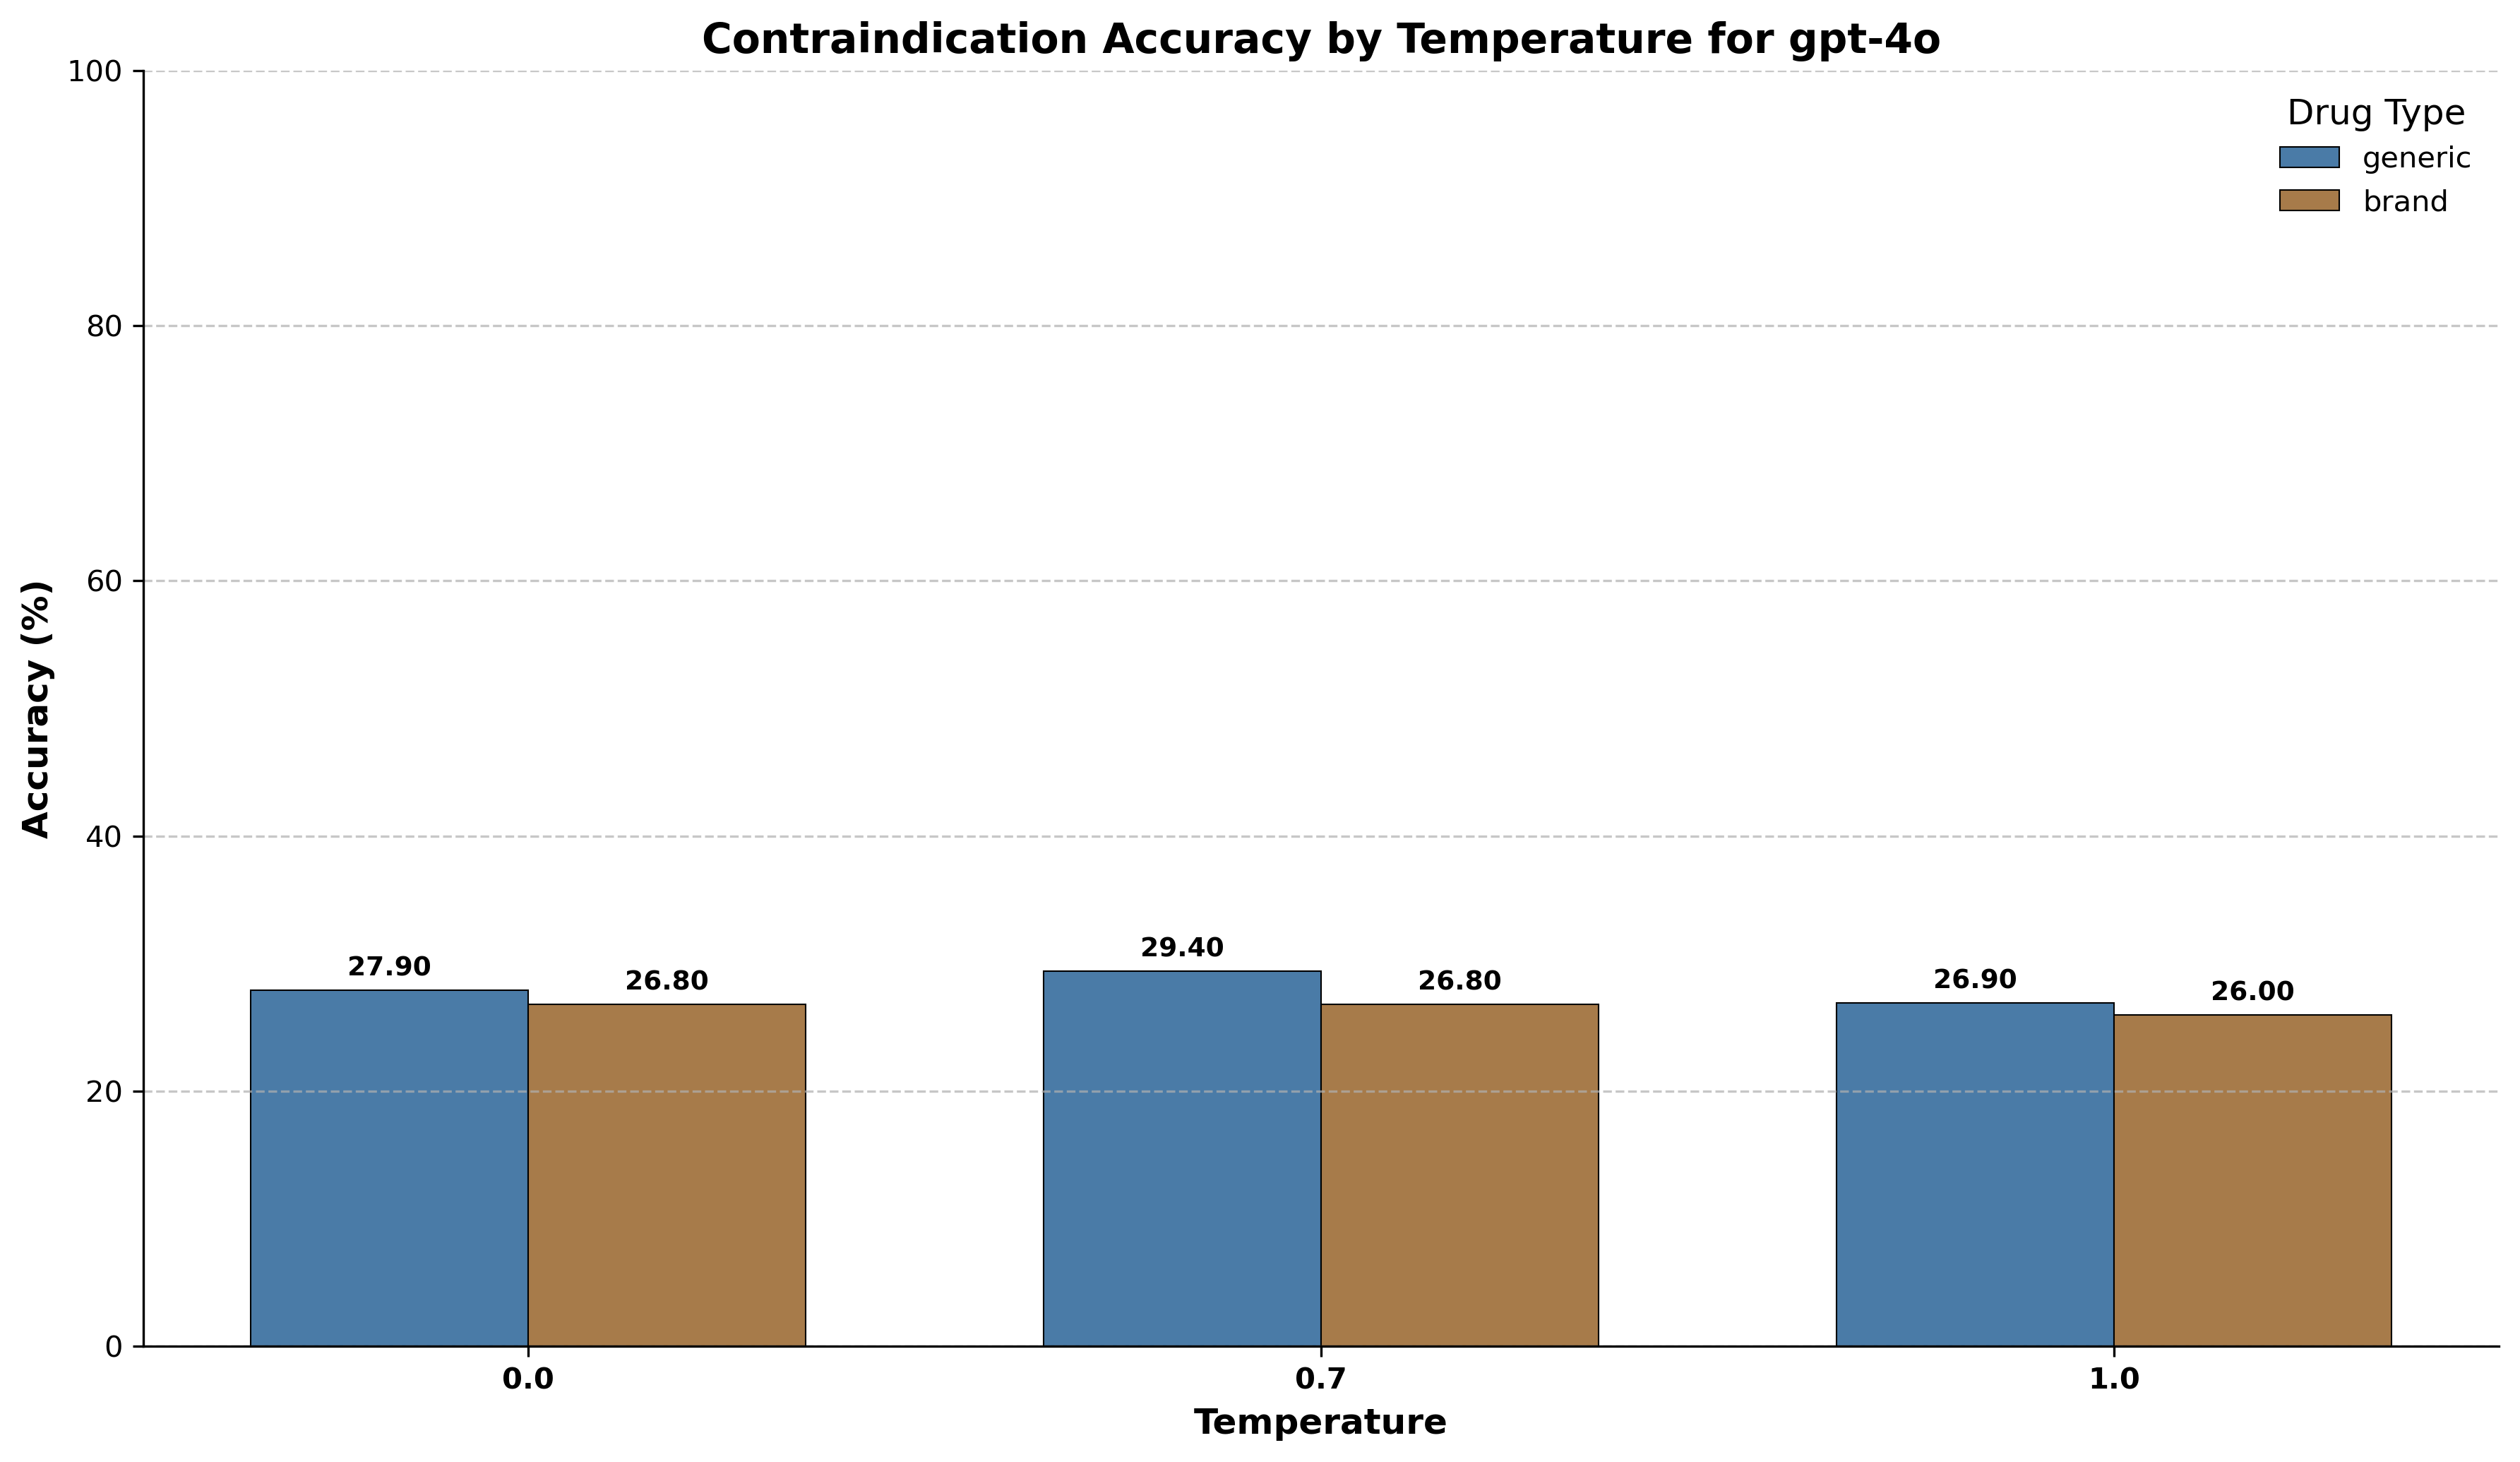 Contraindication Accuracy by Temperature for gpt-4o
100
80
60
40
20
0
Accuracy (%)
Drug Type
generic
brand
27.90
26.80
29.40
26.80
26.90
26.00
0.0
0.7
1.0
Temperature